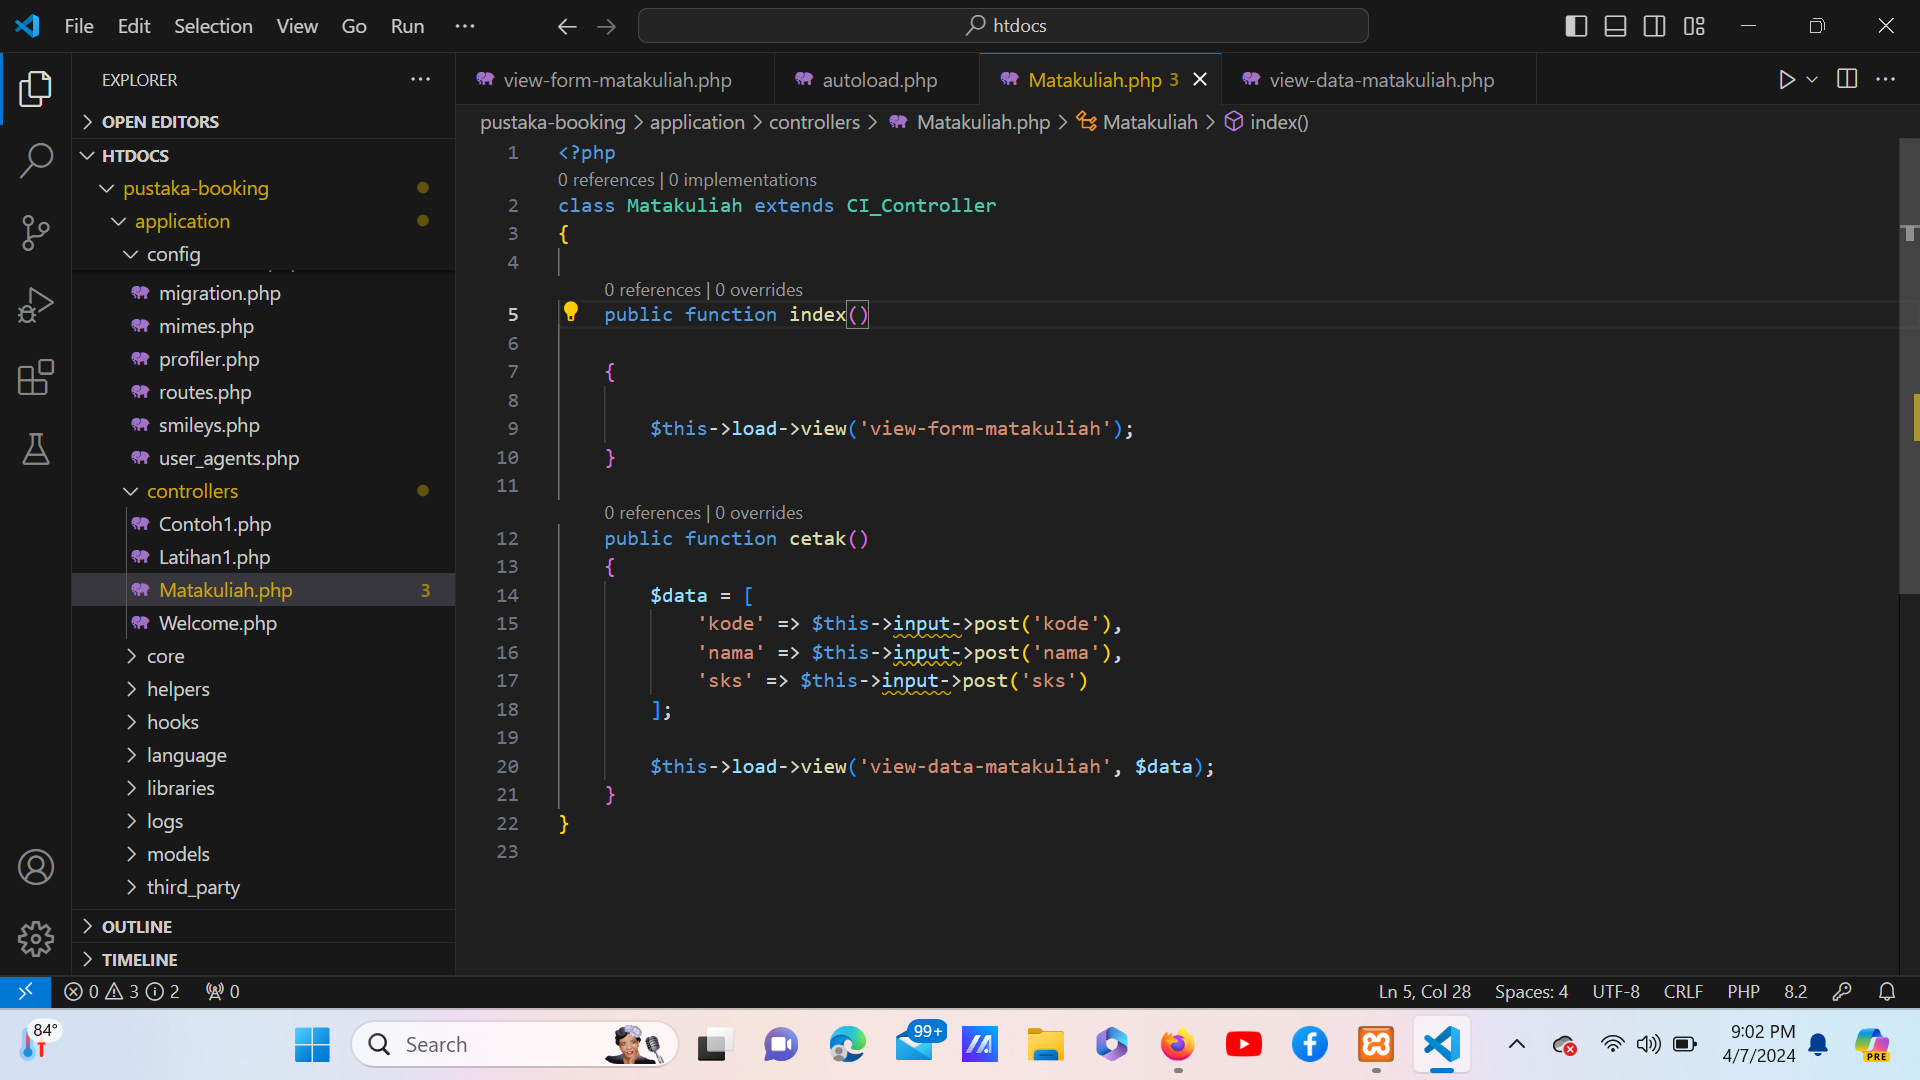 File Edit Selection View Go Run ···
htdocs
EXPLORER
OPEN EDITORS
HTDOCS
pustaka-booking
application
config
migration.php
mimes.php
profiler.php
routes.php
smileys.php
user_agents.php
controllers
Contoh1.php
Latihan1.php
Matakuliah.php 3
Welcome.php
core
helpers
hooks
language
libraries
logs
models
third_party
OUTLINE
TIMELINE
view-form-matakuliah.php
autoload.php
Matakuliah.php 3
view-data-matakuliah.php
pustaka-booking > application > controllers > Matakuliah.php > Matakuliah > index()
1 <?php
0 references | 0 implementations
2 class Matakuliah extends CI_Controller
3 {
4
0 references | 0 overrides
5 public function index()
6
7 {
8
9 $this->load->view('view-form-matakuliah');
10 }
11
0 references | 0 overrides
12 public function cetak()
13 {
14 $data = [
15 'kode' => $this->input->post('kode'),
16 'nama' => $this->input->post('nama'),
17 'sks' => $this->input->post('sks')
18 ];
19
20 $this->load->view('view-data-matakuliah', $data);
21 }
22 }
23
0 3 2 0
Ln 5, Col 28 Spaces: 4 UTF-8 CRLF PHP 8.2
84°
Search
99+
9:02 PM
4/7/2024
PRE